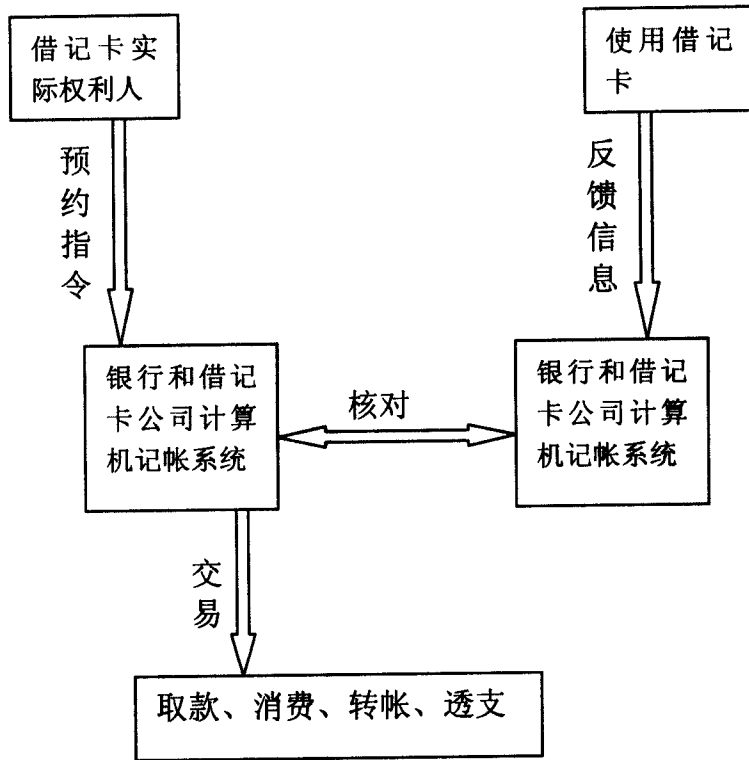 借记卡实
际权利人
使用借记
卡
预约指令
反馈信息
银行和借记
卡公司计算
机记帐系统
核对
银行和借记
卡公司计算
机记帐系统
交易
取款、消费、转帐、透支